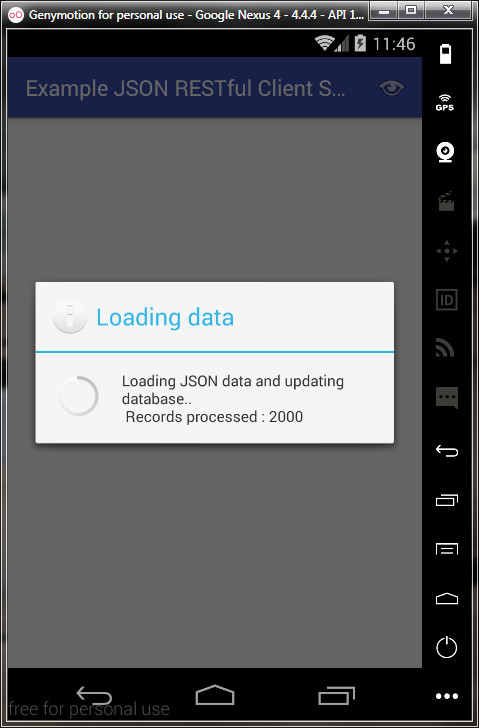 Genymotion for personal use - Google Nexus 4 - 4.4.4 - API 1...
11:46
Example JSON RESTful Client S...
GPS
ID
Loading data
Loading JSON data and updating
database..
Records processed : 2000
free for personal use